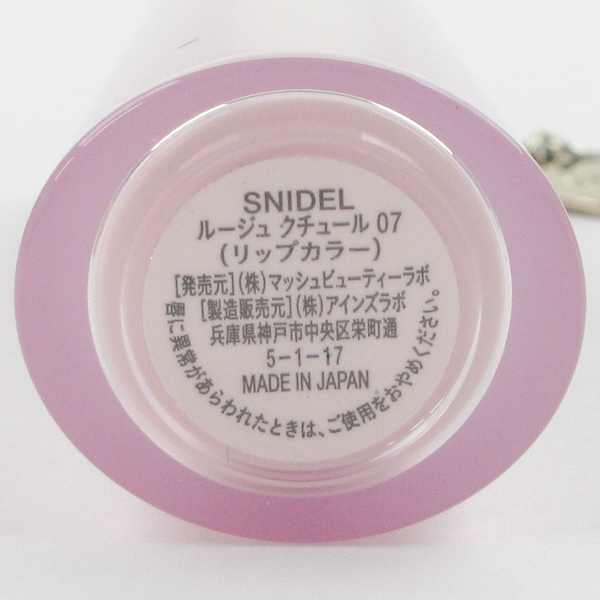 SNIDEL
ルージュ クチュール 07
(リップカラー)
[発売元](株)マッシュビューティーラボ
[製造販売元](株)アインズラボ
兵庫県神戸市中央区栄町通
5-1-17
MADE IN JAPAN
唇に異常があらわれたときは、ご使用をおやめください。